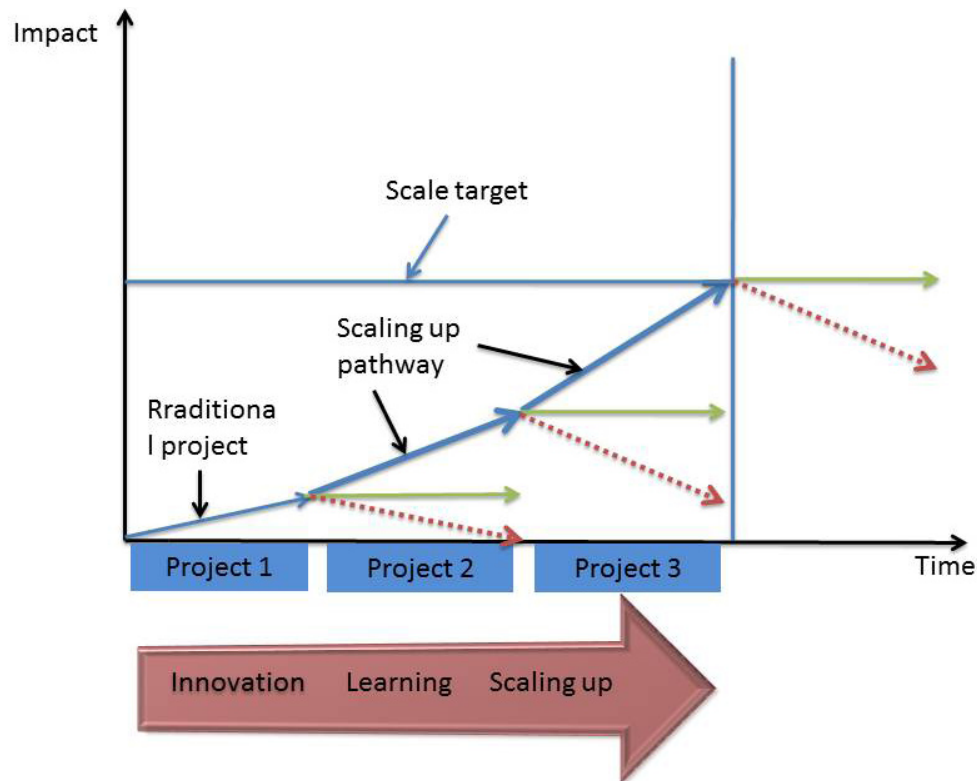 Impact
Scale target
Scaling up
pathway
Rraditiona
l project
Project 1
Project 2
Project 3
Time
Innovation
Learning
Scaling up